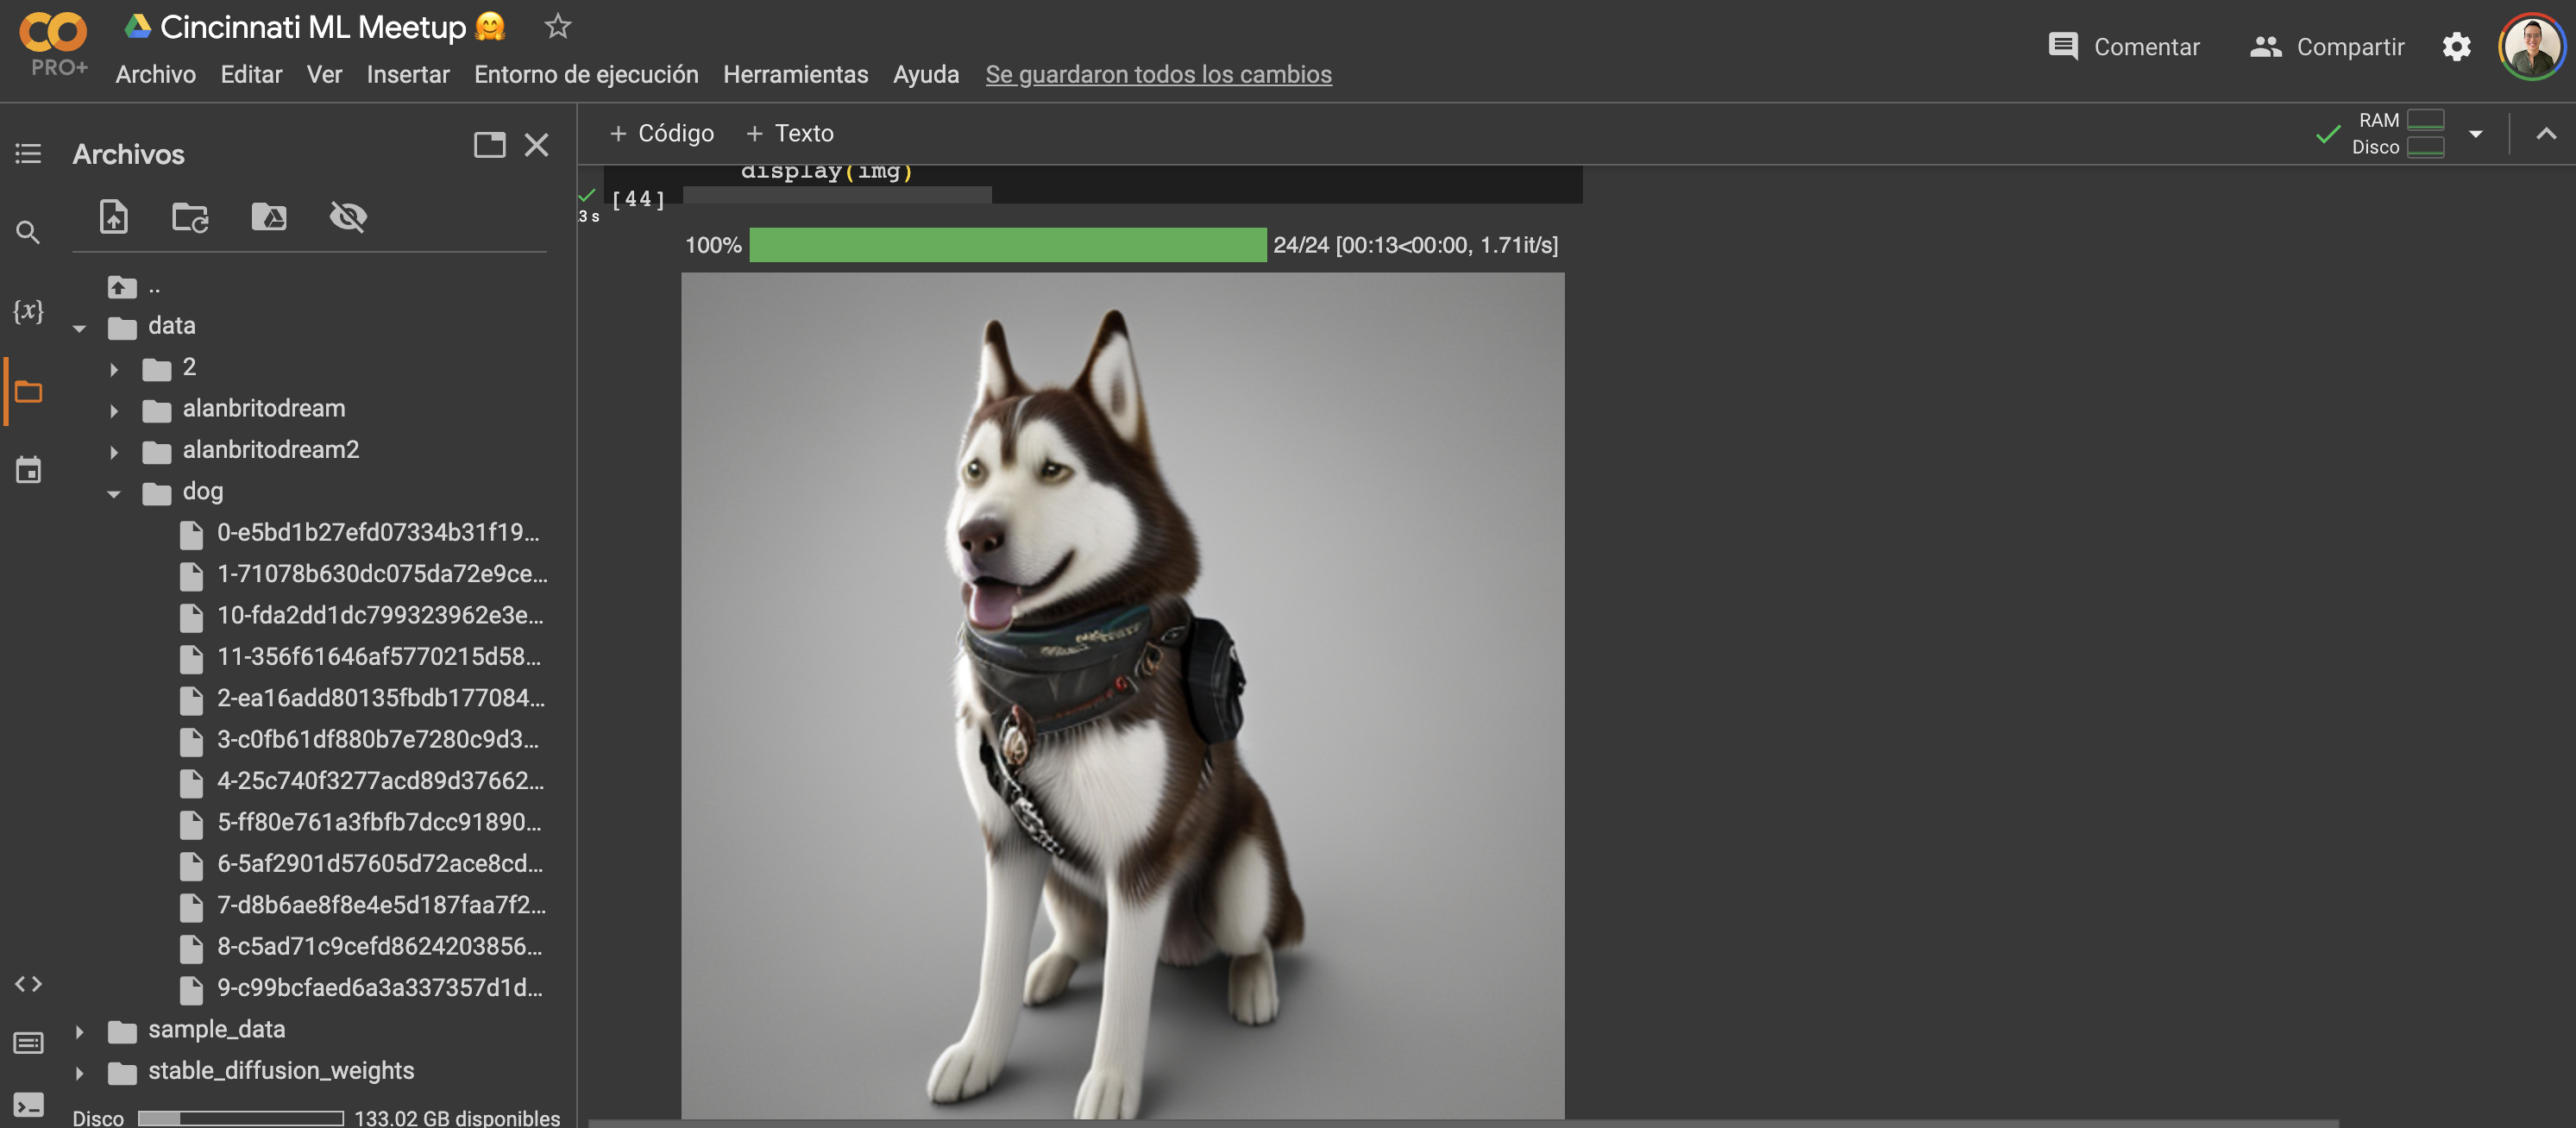 Cincinnati ML Meetup 🤗
PRO+
Archivo Editar Ver Insertar Entorno de ejecución Herramientas Ayuda Se guardaron todos los cambios
Comentar Compartir
Archivos
+ Código + Texto
RAM
Disco
display(img)
[44]
.3 s
100% 24/24 [00:13<00:00, 1.71it/s]
{x}
..
data
2
alanbritodream
alanbritodream2
dog
0-e5bd1b27efd07334b31f19...
1-71078b630dc075da72e9ce...
10-fda2dd1dc799323962e3e...
11-356f61646af5770215d58...
2-ea16add80135fbdb177084...
3-c0fb61df880b7e7280c9d3...
4-25c740f3277acd89d37662...
5-ff80e761a3fbfb7dcc91890...
6-5af2901d57605d72ace8cd...
7-d8b6ae8f8e4e5d187faa7f2...
8-c5ad71c9cefd8624203856...
9-c99bcfaed6a3a337357d1d...
sample_data
stable_diffusion_weights
Disco 133.02 GB disponibles